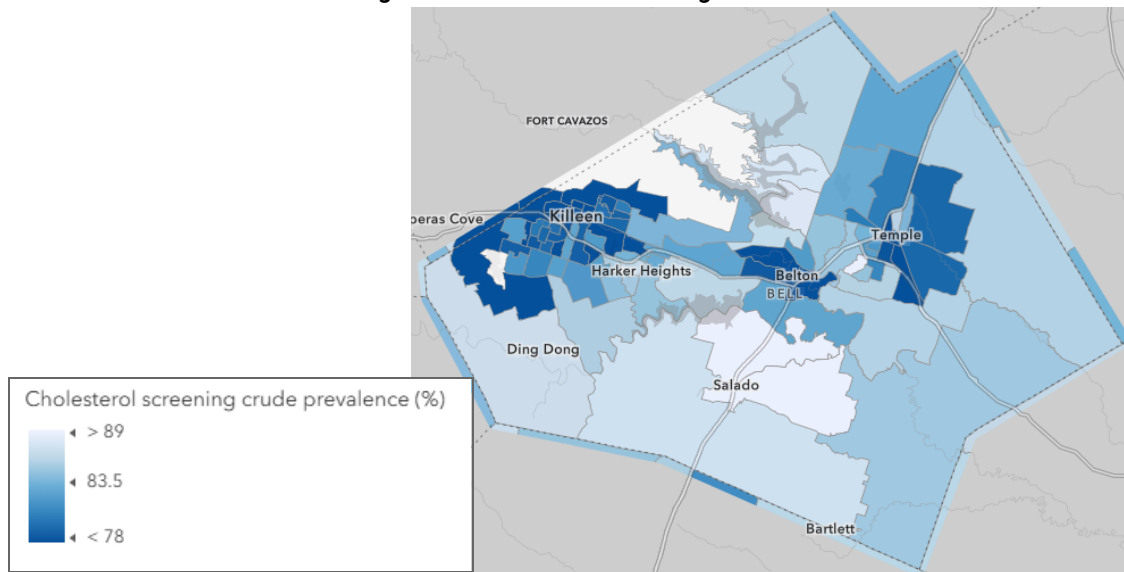 FORT CAVAZOS
peras Cove
Killeen
Temple
Harker Heights
Belton
BELL
Ding Dong
Salado
Bartlett
Cholesterol screening crude prevalence (%)
> 89
83.5
< 78